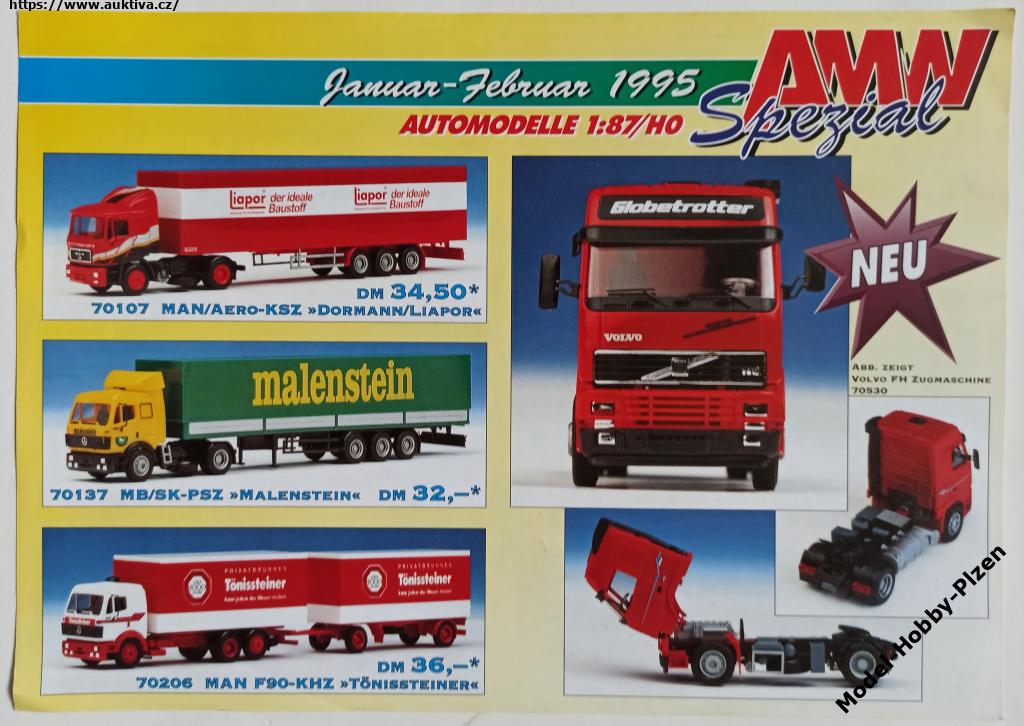 https://www.auktiva.cz/
Januar-Februar 1995
AMW
Spezial
AUTOMODELLE 1:87/H0
Liapor der ideale Baustoff
Liapor der ideale Baustoff
DM 34,50*
70107 MAN/AERO-KSZ »DORMANN/LIAPOR«
malenstein
70137 MB/SK-PSZ »MALENSTEIN« DM 32,–*
PRIVATBRUNNEN
Tönissteiner
PRIVATBRUNNEN
Tönissteiner
DM 36,–*
70206 MAN F90-KHZ »TÖNISSTEINER«
Globetrotter
VOLVO
NEU
ABB. ZEIGT
VOLVO FH ZUGMASCHINE
70530
Model-Hobby-Plzen